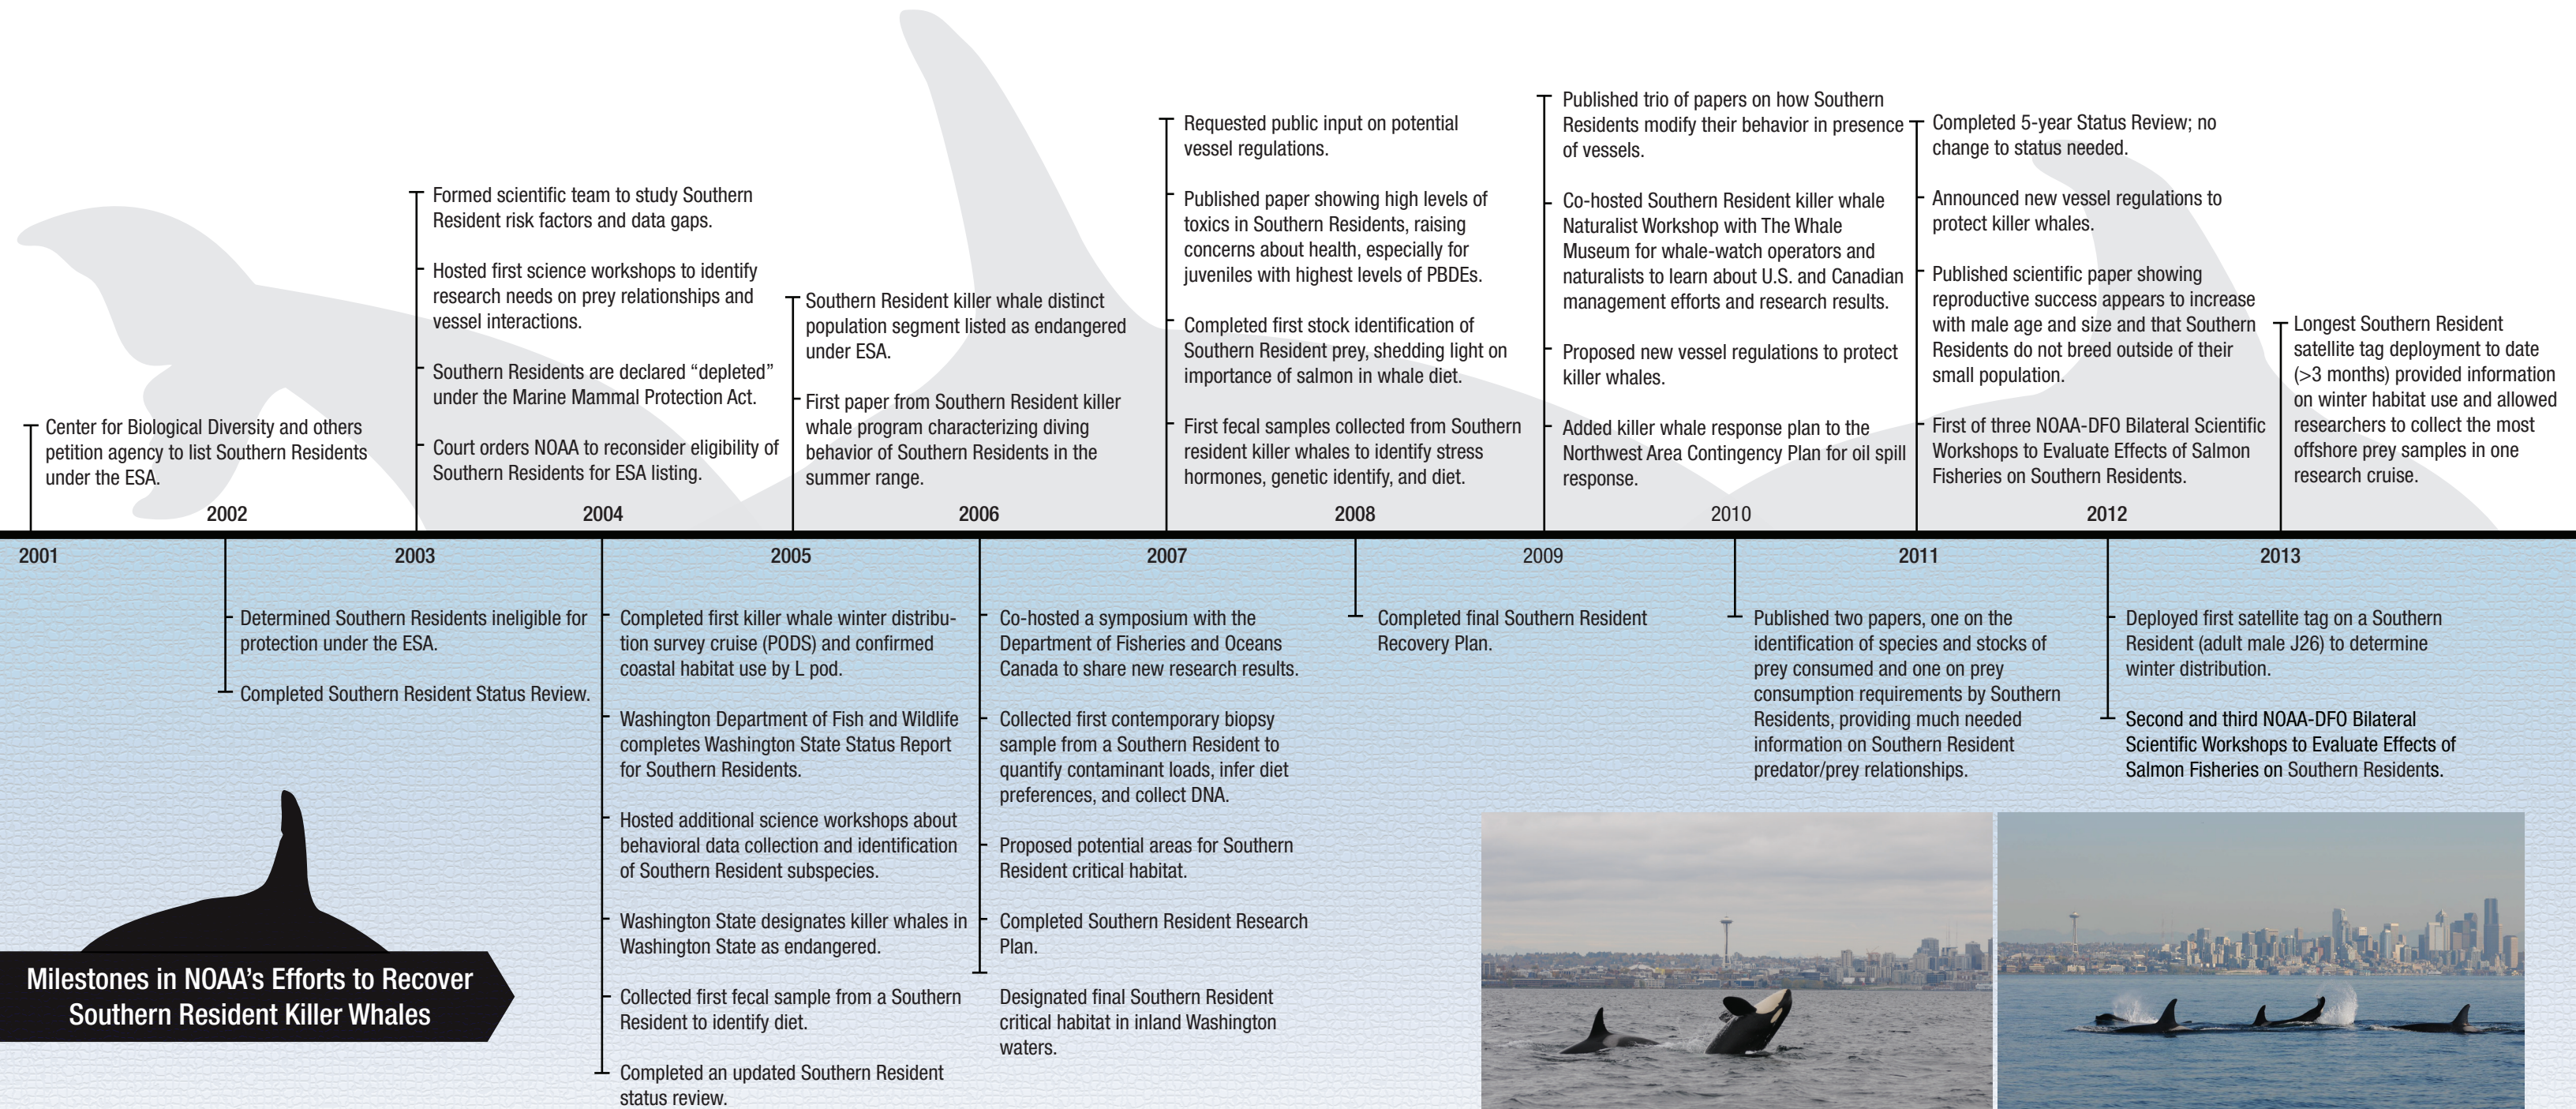 Center for Biological Diversity and others
petition agency to list Southern Residents
under the ESA.
Formed scientific team to study Southern
Resident risk factors and data gaps.
Hosted first science workshops to identify
research needs on prey relationships and
vessel interactions.
Southern Residents are declared “depleted”
under the Marine Mammal Protection Act.
Court orders NOAA to reconsider eligibility of
Southern Residents for ESA listing.
Southern Resident killer whale distinct
population segment listed as endangered
under ESA.
First paper from Southern Resident killer
whale program characterizing diving
behavior of Southern Residents in the
summer range.
Requested public input on potential
vessel regulations.
Published paper showing high levels of
toxics in Southern Residents, raising
concerns about health, especially for
juveniles with highest levels of PBDEs.
Completed first stock identification of
Southern Resident prey, shedding light on
importance of salmon in whale diet.
First fecal samples collected from Southern
resident killer whales to identify stress
hormones, genetic identify, and diet.
Published trio of papers on how Southern
Residents modify their behavior in presence
of vessels.
Co-hosted Southern Resident killer whale
Naturalist Workshop with The Whale
Museum for whale-watch operators and
naturalists to learn about U.S. and Canadian
management efforts and research results.
Proposed new vessel regulations to protect
killer whales.
Added killer whale response plan to the
Northwest Area Contingency Plan for oil spill
response.
Completed 5-year Status Review; no
change to status needed.
Announced new vessel regulations to
protect killer whales.
Published scientific paper showing
reproductive success appears to increase
with male age and size and that Southern
Residents do not breed outside of their
small population.
First of three NOAA-DFO Bilateral Scientific
Workshops to Evaluate Effects of Salmon
Fisheries on Southern Residents.
Longest Southern Resident
satellite tag deployment to date
(>3 months) provided information
on winter habitat use and allowed
researchers to collect the most
offshore prey samples in one
research cruise.
2002
2004
2006
2008
2010
2012
2001
2003
2005
2007
2009
2011
2013
Determined Southern Residents ineligible for
protection under the ESA.
Completed Southern Resident Status Review.
Completed first killer whale winter distribu-
tion survey cruise (PODS) and confirmed
coastal habitat use by L pod.
Washington Department of Fish and Wildlife
completes Washington State Status Report
for Southern Residents.
Hosted additional science workshops about
behavioral data collection and identification
of Southern Resident subspecies.
Washington State designates killer whales in
Washington State as endangered.
Collected first fecal sample from a Southern
Resident to identify diet.
Completed an updated Southern Resident
status review.
Co-hosted a symposium with the
Department of Fisheries and Oceans
Canada to share new research results.
Collected first contemporary biopsy
sample from a Southern Resident to
quantify contaminant loads, infer diet
preferences, and collect DNA.
Proposed potential areas for Southern
Resident critical habitat.
Completed Southern Resident Research
Plan.
Designated final Southern Resident
critical habitat in inland Washington
waters.
Completed final Southern Resident
Recovery Plan.
Published two papers, one on the
identification of species and stocks of
prey consumed and one on prey
consumption requirements by Southern
Residents, providing much needed
information on Southern Resident
predator/prey relationships.
Deployed first satellite tag on a Southern
Resident (adult male J26) to determine
winter distribution.
Second and third NOAA-DFO Bilateral
Scientific Workshops to Evaluate Effects of
Salmon Fisheries on Southern Residents.
Milestones in NOAA’s Efforts to Recover
Southern Resident Killer Whales